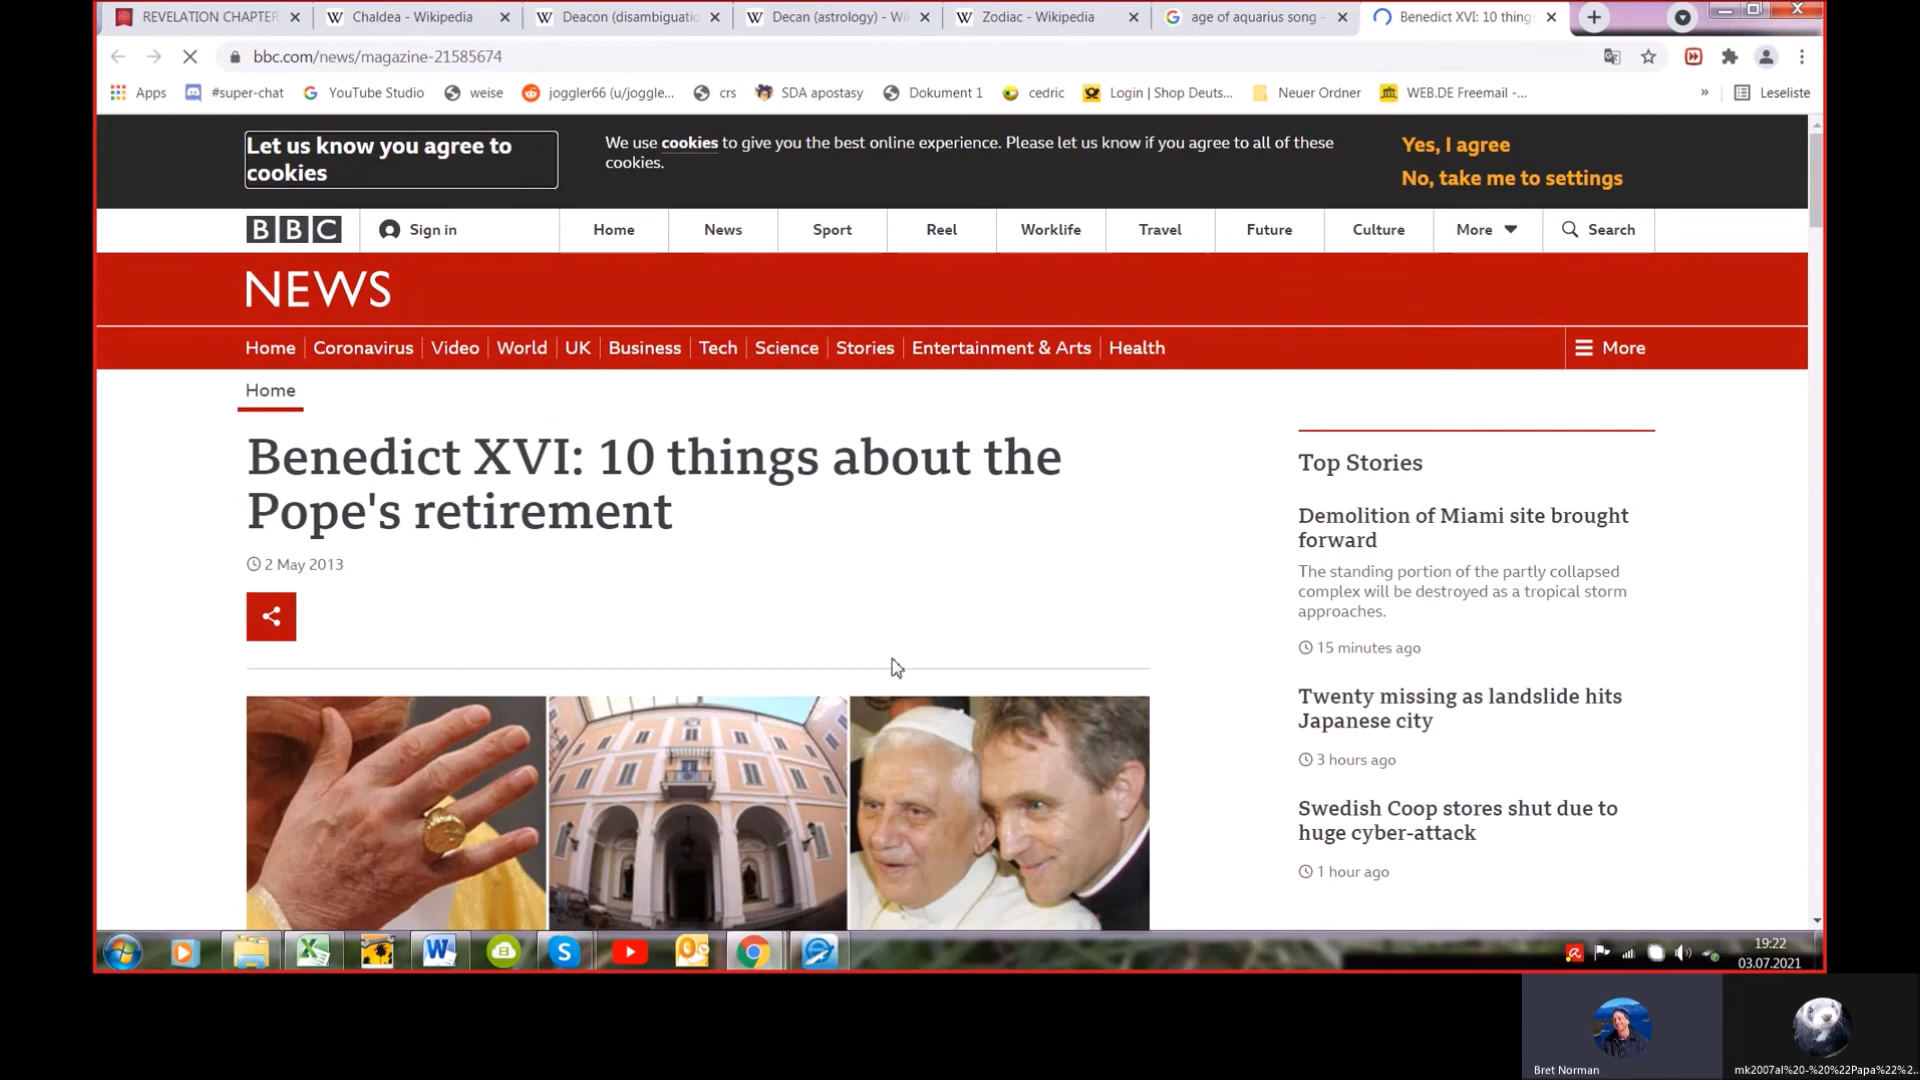 REVELATION CHAPTER
Chaldea - Wikipedia
Deacon (disambiguatic
Decan (astrology) - Wi
Zodiac - Wikipedia
age of aquarius song -
Benedict XVI: 10 thing
bbc.com/news/magazine-21585674
Apps
#super-chat
YouTube Studio
weise
joggler66 (u/joggle...
crs
SDA apostasy
Dokument 1
cedric
Login | Shop Deuts...
Neuer Ordner
WEB.DE Freemail -...
»
Leseliste
Let us know you agree to
cookies
We use cookies to give you the best online experience. Please let us know if you agree to all of these
cookies.
Yes, I agree
No, take me to settings
BBC
Sign in
Home
News
Sport
Reel
Worklife
Travel
Future
Culture
More
Search
NEWS
Home
Coronavirus
Video
World
UK
Business
Tech
Science
Stories
Entertainment & Arts
Health
More
Home
Benedict XVI: 10 things about the
Pope's retirement
2 May 2013
Top Stories
Demolition of Miami site brought
forward
The standing portion of the partly collapsed
complex will be destroyed as a tropical storm
approaches.
15 minutes ago
Twenty missing as landslide hits
Japanese city
3 hours ago
Swedish Coop stores shut due to
huge cyber-attack
1 hour ago
19:22
03.07.2021
Bret Norman
mk2007al%20-%20%22Papa%22%2...